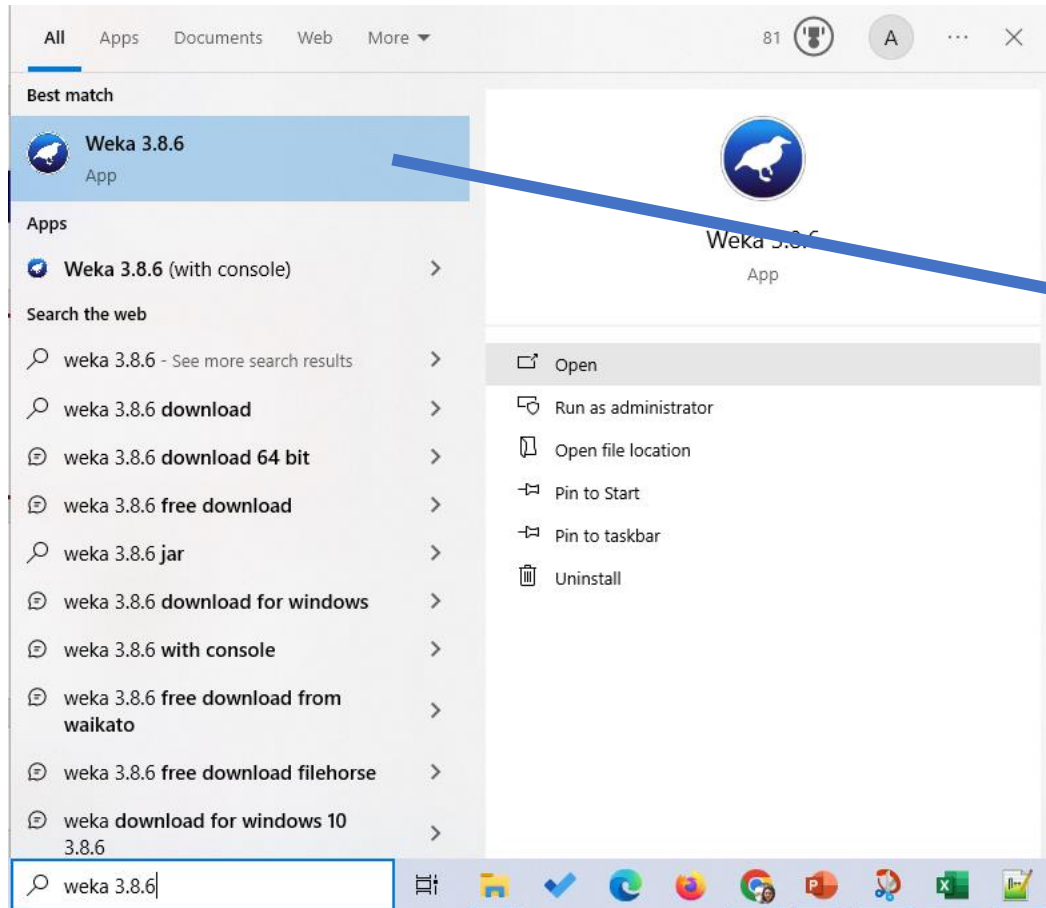 All Apps Documents Web More 81 A ...
Best match
Weka 3.8.6
App
Apps
Weka 3.8.6 (with console)
Search the web
weka 3.8.6 - See more search results
weka 3.8.6 download
weka 3.8.6 download 64 bit
weka 3.8.6 free download
weka 3.8.6 jar
weka 3.8.6 download for windows
weka 3.8.6 with console
weka 3.8.6 free download from
waikato
weka 3.8.6 free download filehorse
weka download for windows 10
3.8.6
weka 3.8.6
Weka
App
Open
Run as administrator
Open file location
Pin to Start
Pin to taskbar
Uninstall